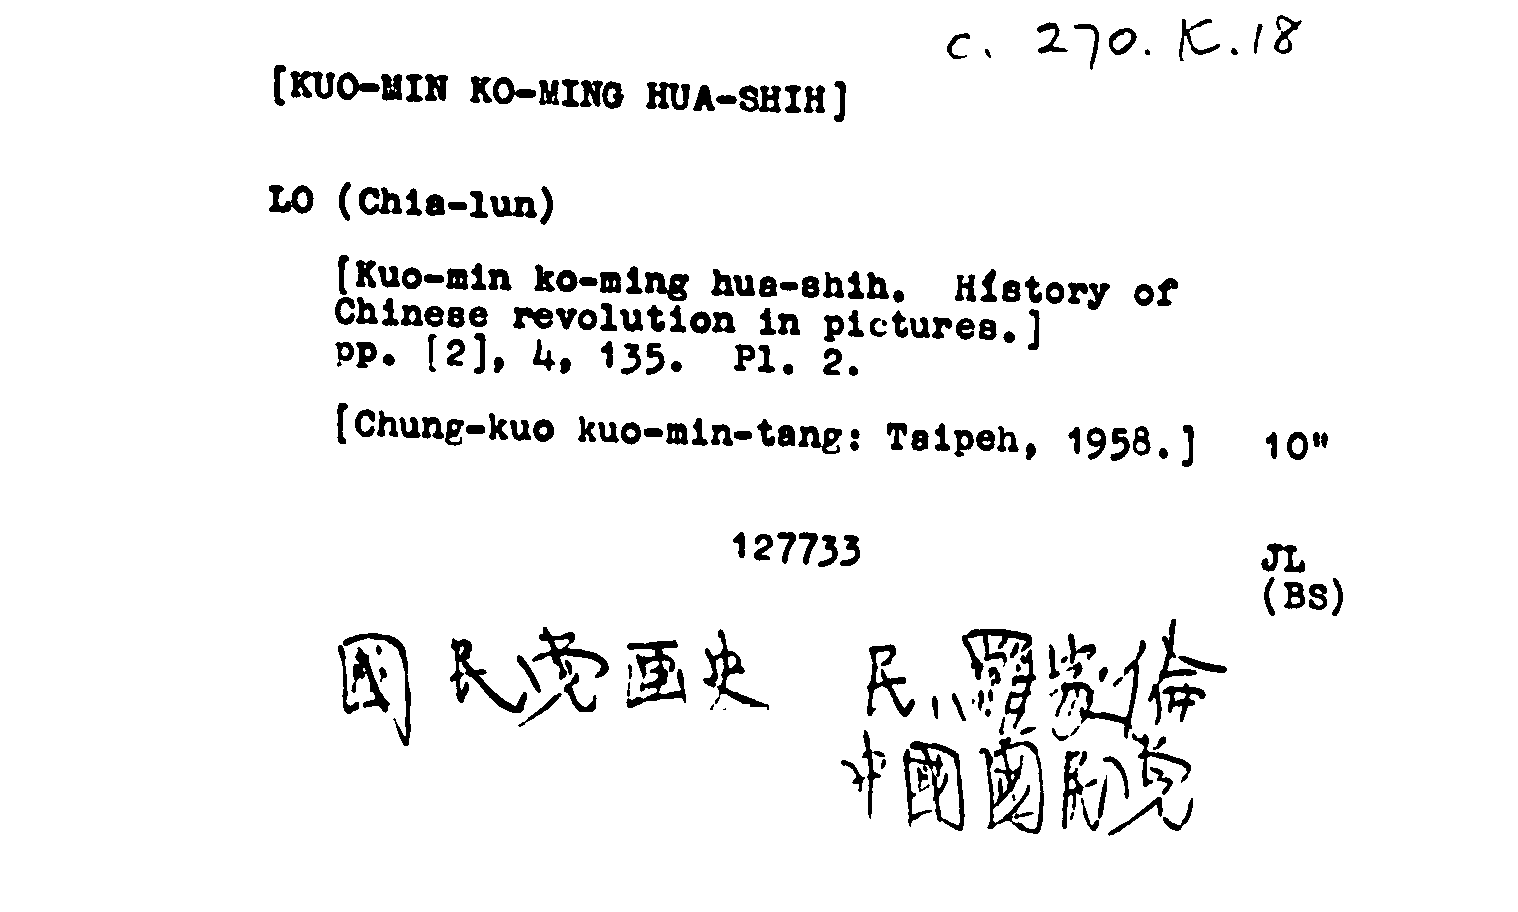 c. 270. K. 18
[KUO-MIN KO-MING HUA-SHIH]
LO (Chia-lun)
[Kuo-min ko-ming hua-shih. History of
Chinese revolution in pictures.]
pp. [2], 4, 135. Pl. 2.
[Chung-kuo kuo-min-tang: Taipeh, 1958.] 10"
127733
JL
(BS)
國民党画史 民 羅 倫
中國國民党